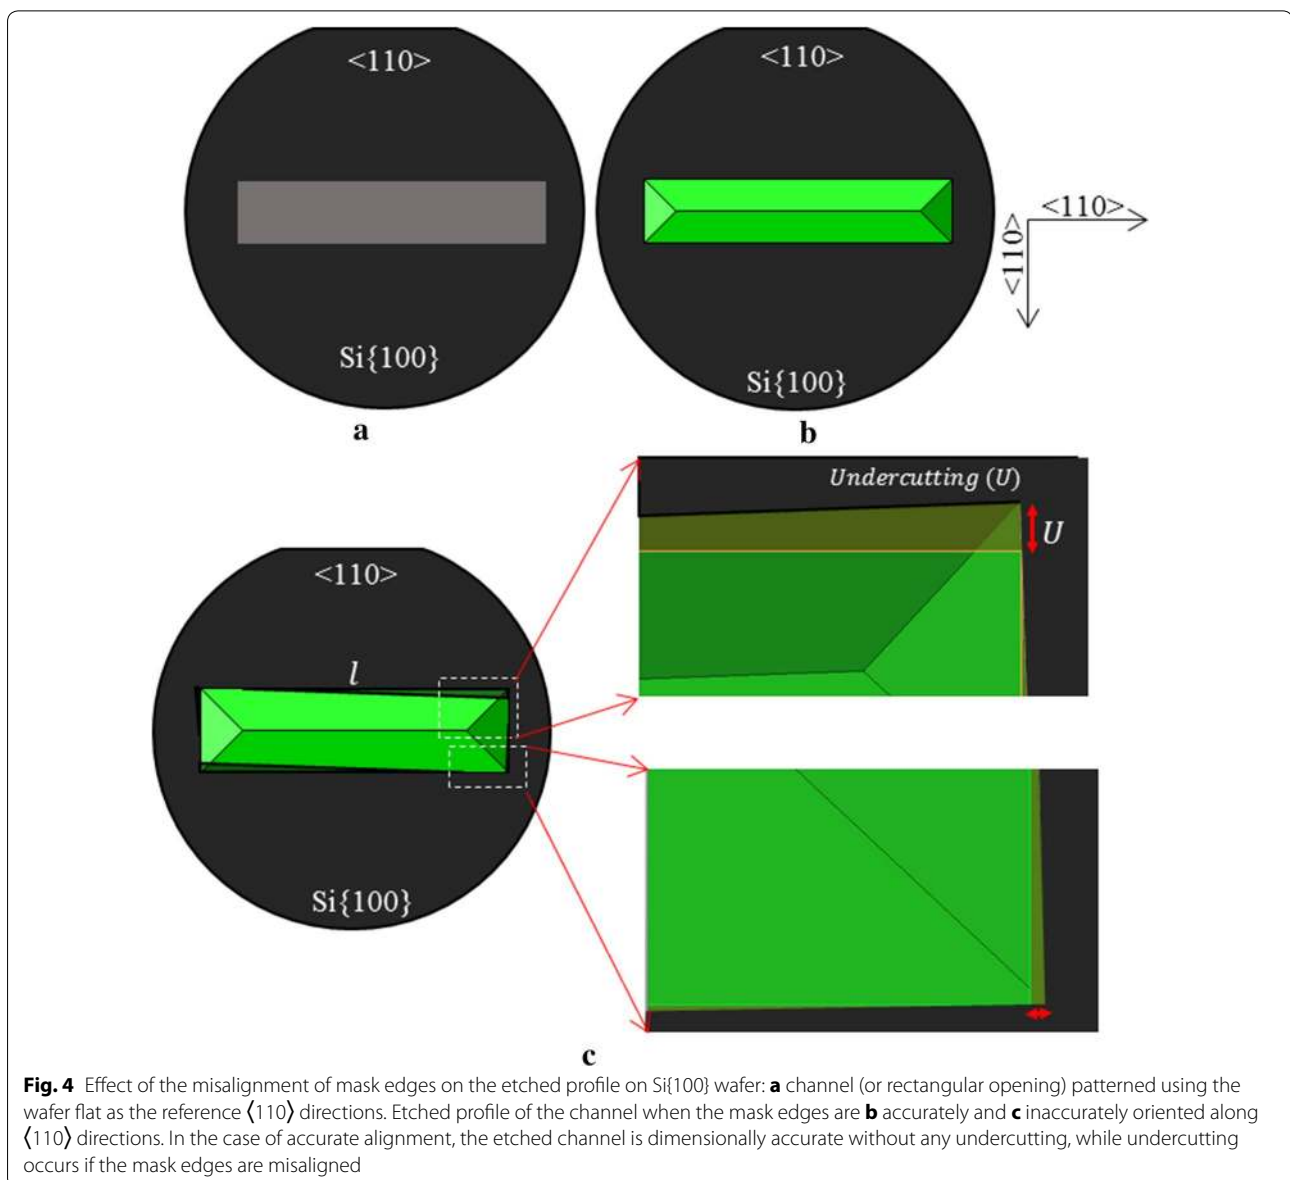 <110>
<110>
Si{100}
Si{100}
<110>
<110>
a
b
Undercutting (U)
U
<110>
l
Si{100}
c
Fig. 4 Effect of the misalignment of mask edges on the etched profile on Si{100} wafer: a channel (or rectangular opening) patterned using the
wafer flat as the reference ⟨110⟩ directions. Etched profile of the channel when the mask edges are b accurately and c inaccurately oriented along
⟨110⟩ directions. In the case of accurate alignment, the etched channel is dimensionally accurate without any undercutting, while undercutting
occurs if the mask edges are misaligned